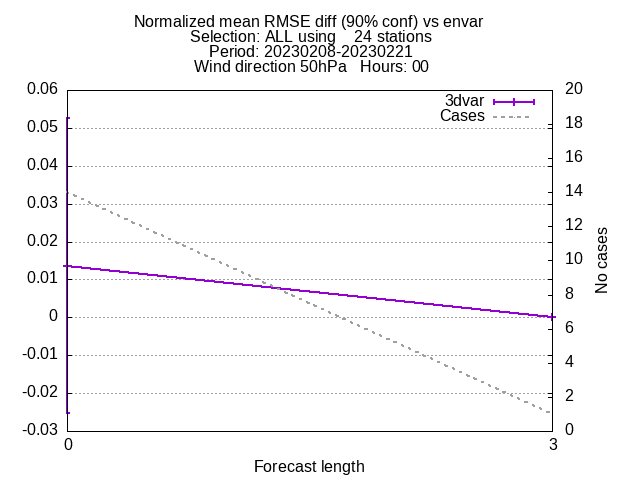 Normalized mean RMSE diff (90% conf) vs envar
Selection: ALL using    24 stations
Period: 20230208-20230221
Wind direction 50hPa   Hours: 00
3dvar
Cases
0.06
0.05
0.04
0.03
0.02
0.01
0
-0.01
-0.02
-0.03
20
18
16
14
12
10
8
6
4
2
0
No cases
0
3
Forecast length